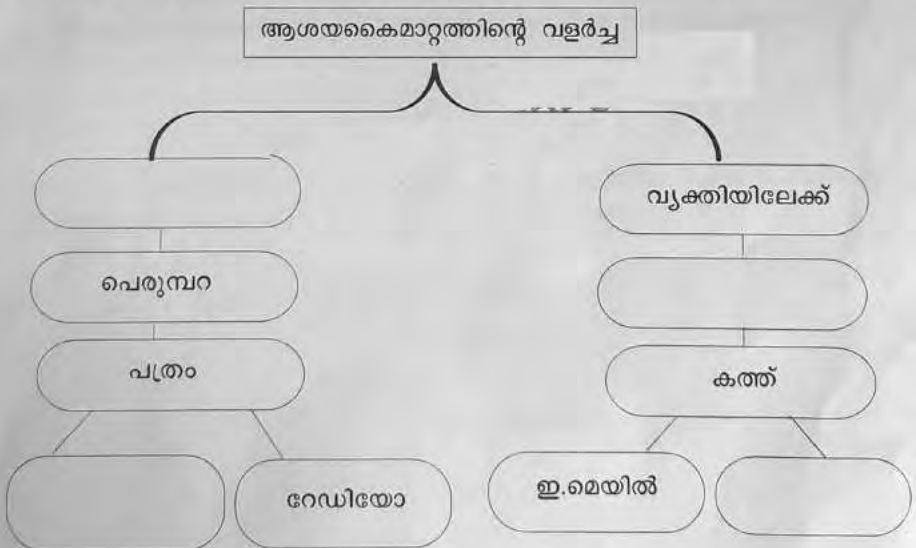 ആശയകൈമാറ്റത്തിന്റെ വളർച്ച
വ്യക്തിയിലേക്ക്
പെരുമ്പറ
പത്രം
കത്ത്
റേഡിയോ
ഇ.മെയിൽ